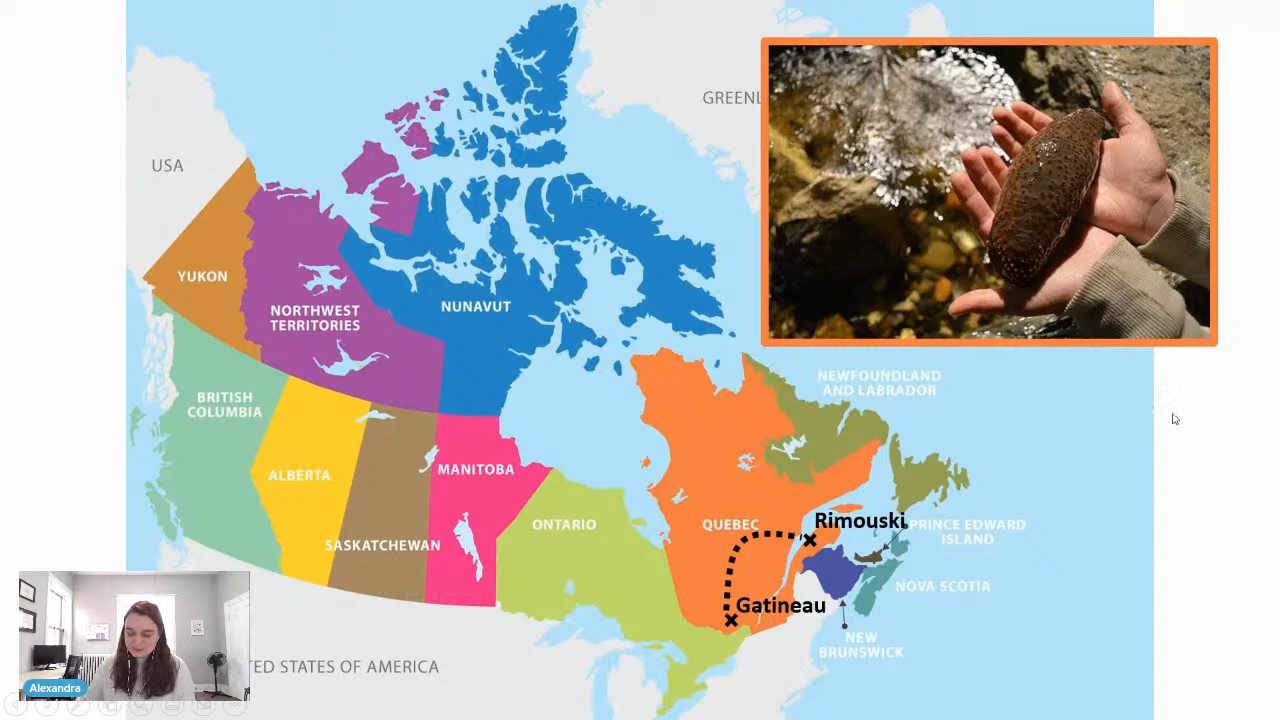 USA
GREENL
YUKON
NORTHWEST
TERRITORIES
NUNAVUT
BRITISH
COLUMBIA
ALBERTA
SASKATCHEWAN
MANITOBA
ONTARIO
QUEBEC
NEWFOUNDLAND
AND LABRADOR
Rimouski
PRINCE EDWARD
ISLAND
NOVA SCOTIA
Gatineau
NEW
BRUNSWICK
TED STATES OF AMERICA
Alexandra